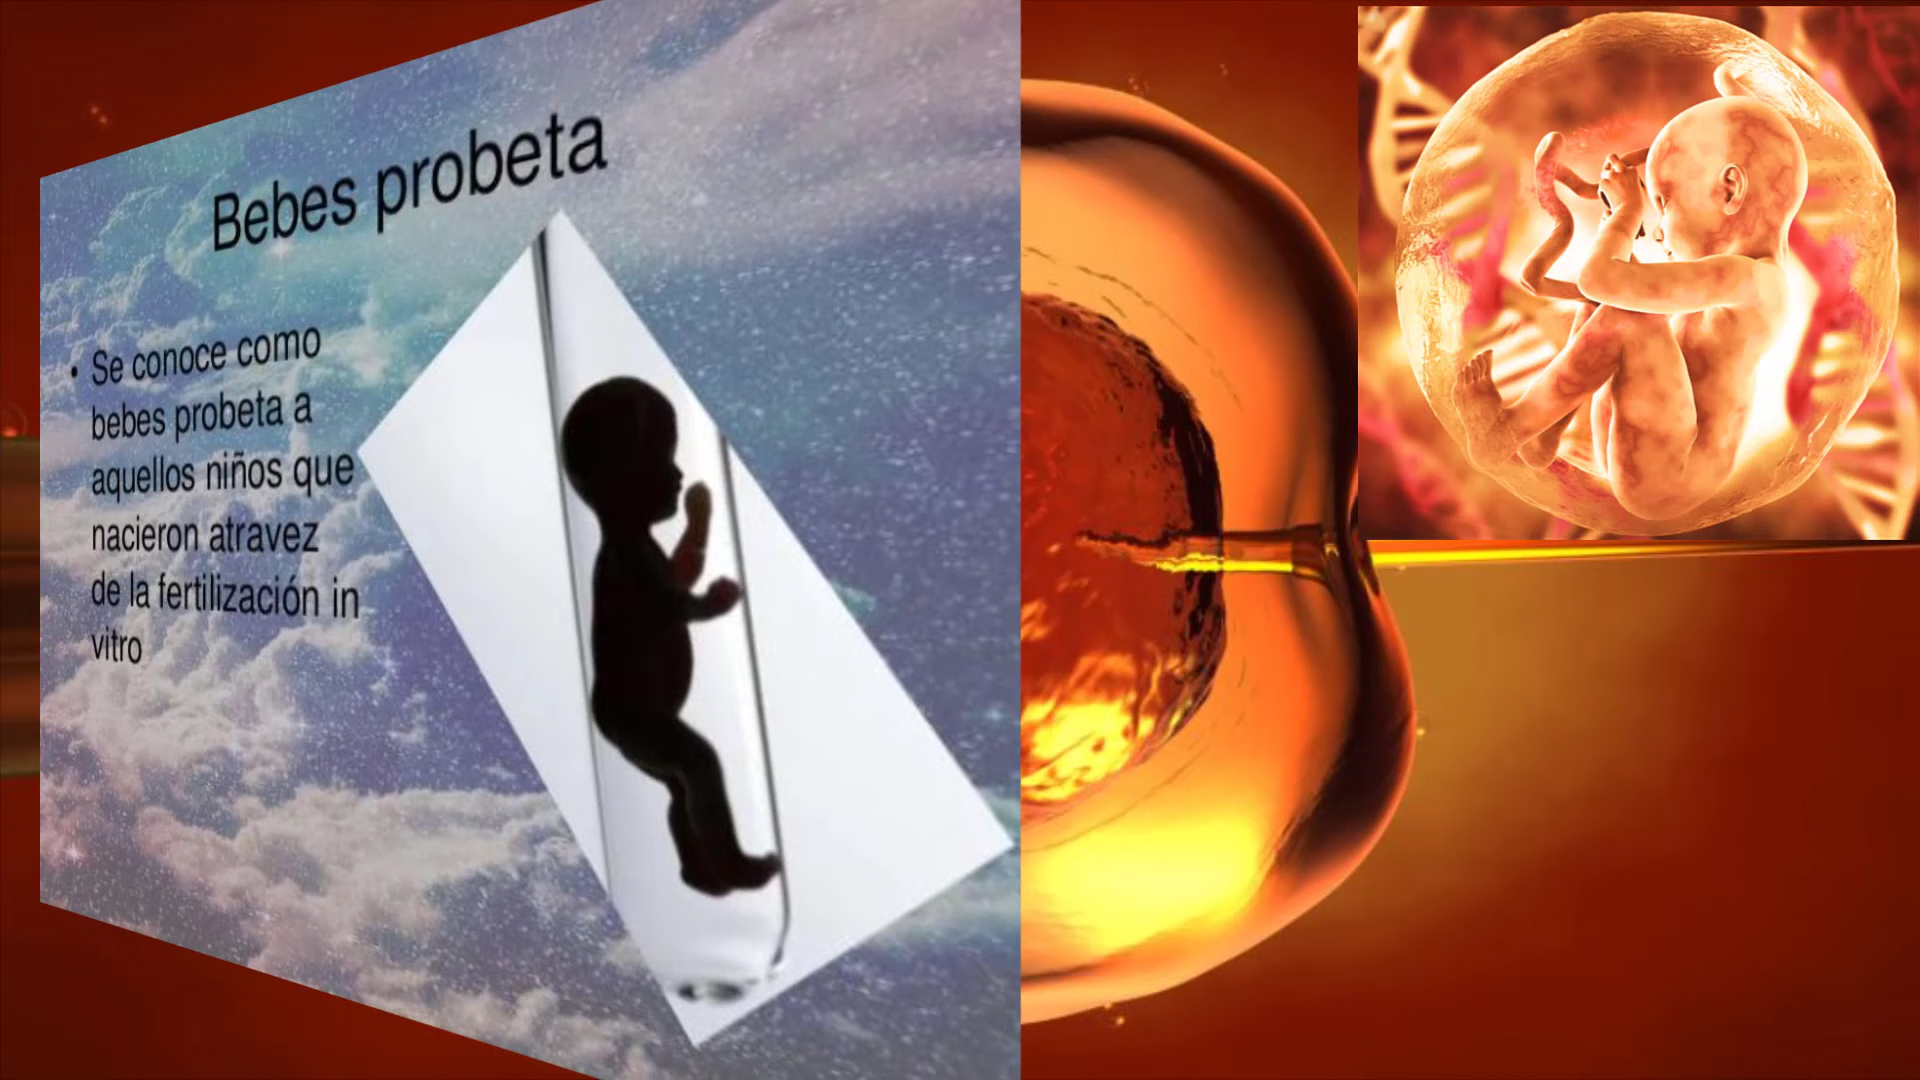 Bebes probeta
• Se conoce como
bebes probeta a
aquellos niños que
nacieron atravez
de la fertilización in
vitro